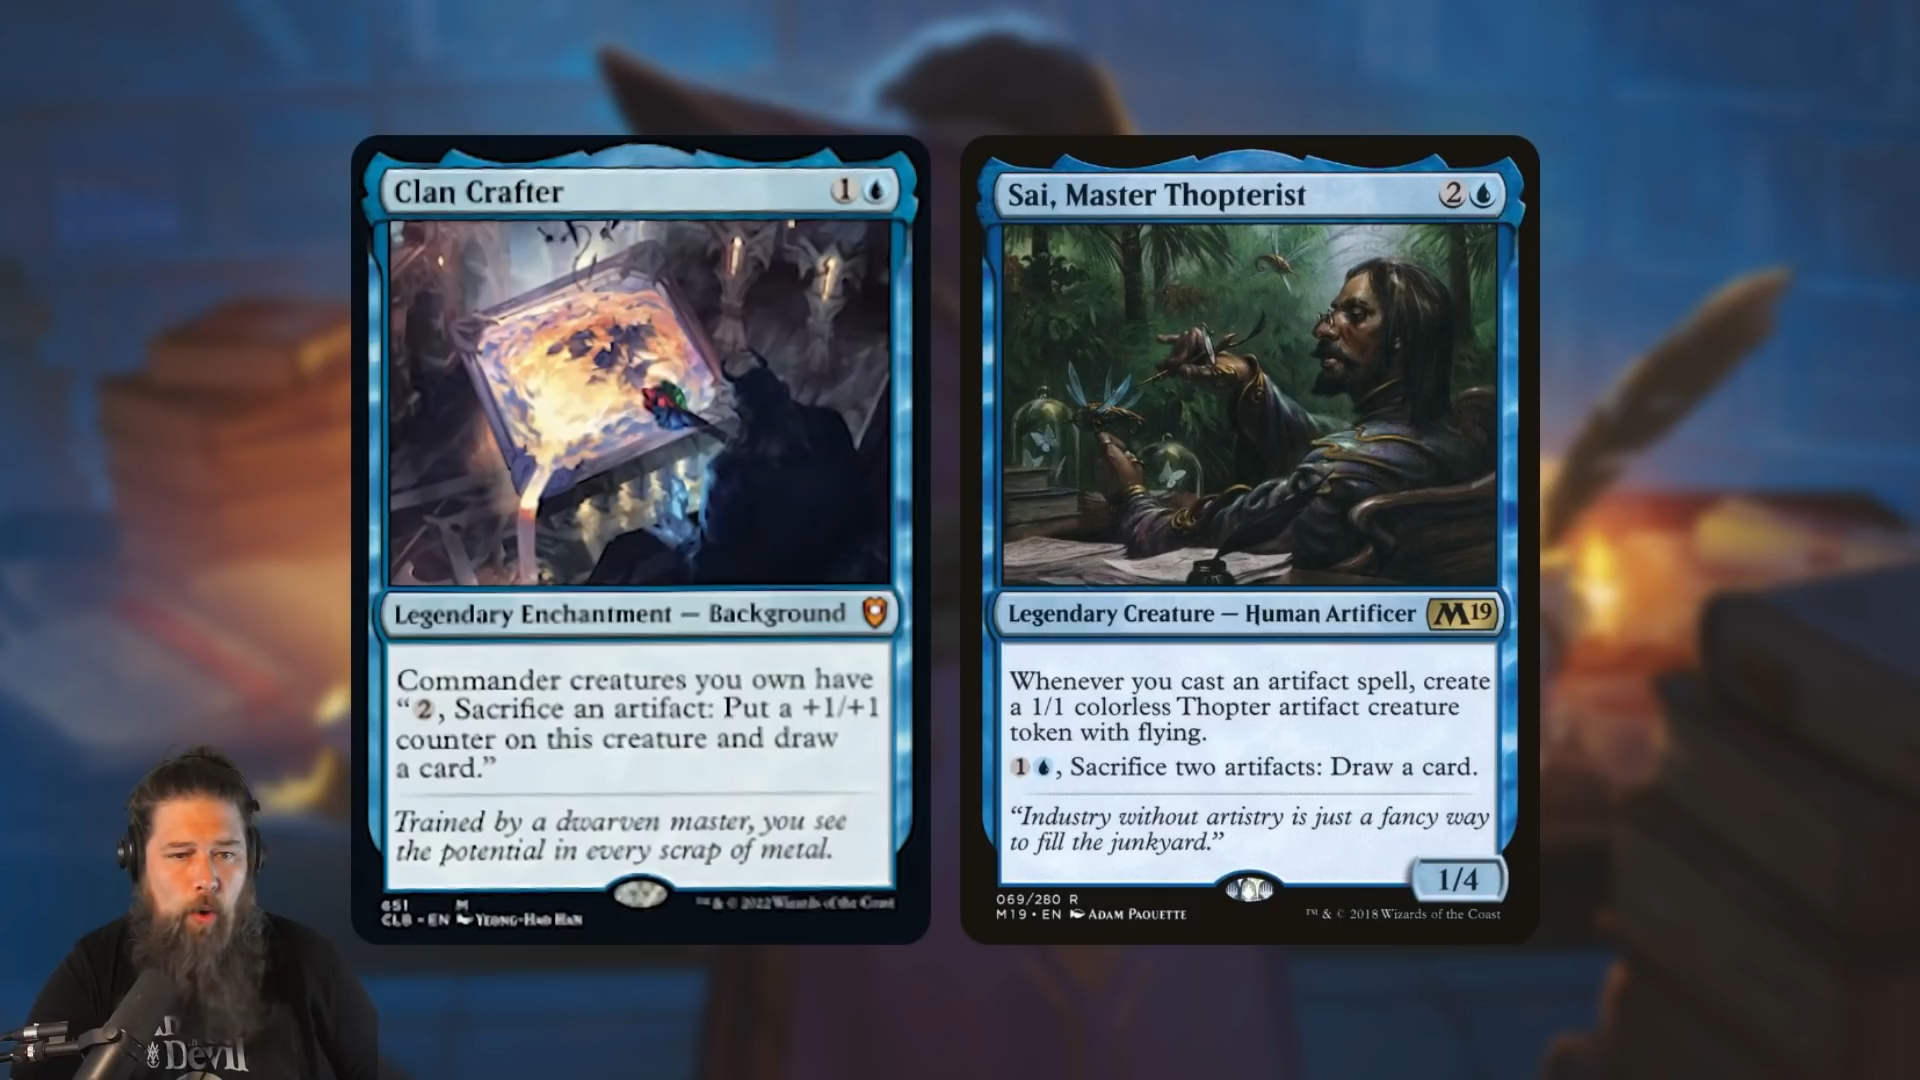 Clan Crafter 1
Legendary Enchantment — Background
Commander creatures you own have
“2, Sacrifice an artifact: Put a +1/+1
counter on this creature and draw
a card.”
Trained by a dwarven master, you see
the potential in every scrap of metal.
651 M
CLB • EN Yeong-Hao Han
™ & © 2022 Wizards of the Coast
Sai, Master Thopterist 2
Legendary Creature — Human Artificer M19
Whenever you cast an artifact spell, create
a 1/1 colorless Thopter artifact creature
token with flying.
1, Sacrifice two artifacts: Draw a card.
“Industry without artistry is just a fancy way
to fill the junkyard.”
1/4
069/280 R
M19 • EN Adam Paquette
™ & © 2018 Wizards of the Coast
Devil